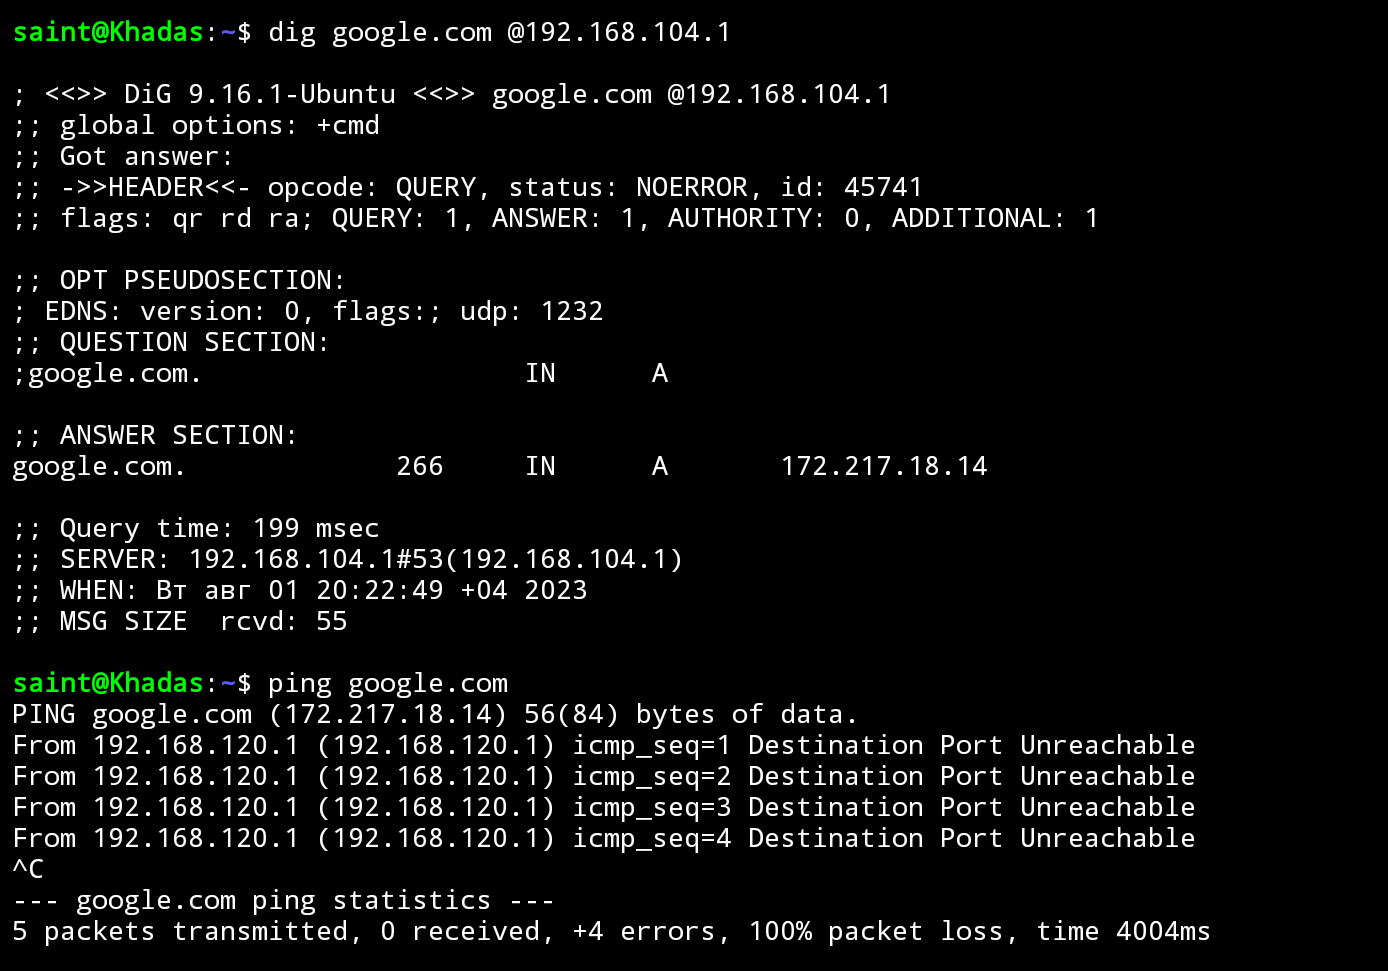 saint@Khadas:~$ dig google.com @192.168.104.1
; <<>> DiG 9.16.1-Ubuntu <<>> google.com @192.168.104.1
;; global options: +cmd
;; Got answer:
;; ->>HEADER<<- opcode: QUERY, status: NOERROR, id: 45741
;; flags: qr rd ra; QUERY: 1, ANSWER: 1, AUTHORITY: 0, ADDITIONAL: 1
;; OPT PSEUDOSECTION:
; EDNS: version: 0, flags:; udp: 1232
;; QUESTION SECTION:
;google.com. IN A
;; ANSWER SECTION:
google.com. 266 IN A 172.217.18.14
;; Query time: 199 msec
;; SERVER: 192.168.104.1#53(192.168.104.1)
;; WHEN: Вт авг 01 20:22:49 +04 2023
;; MSG SIZE  rcvd: 55
saint@Khadas:~$ ping google.com
PING google.com (172.217.18.14) 56(84) bytes of data.
From 192.168.120.1 (192.168.120.1) icmp_seq=1 Destination Port Unreachable
From 192.168.120.1 (192.168.120.1) icmp_seq=2 Destination Port Unreachable
From 192.168.120.1 (192.168.120.1) icmp_seq=3 Destination Port Unreachable
From 192.168.120.1 (192.168.120.1) icmp_seq=4 Destination Port Unreachable
^C
--- google.com ping statistics ---
5 packets transmitted, 0 received, +4 errors, 100% packet loss, time 4004ms